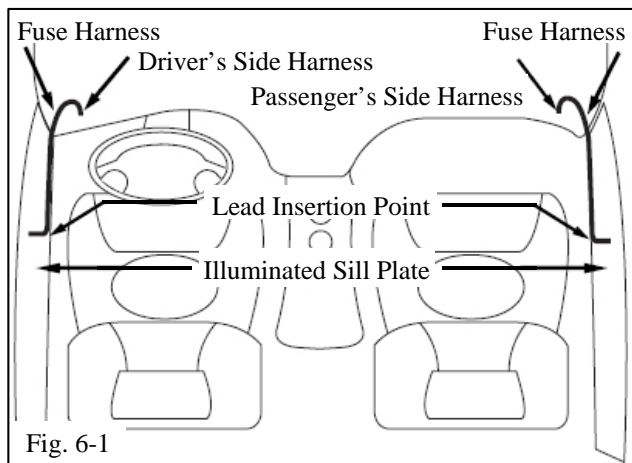 Fuse Harness
Fuse Harness
Driver's Side Harness
Passenger's Side Harness
Lead Insertion Point
Illuminated Sill Plate
Fig. 6-1